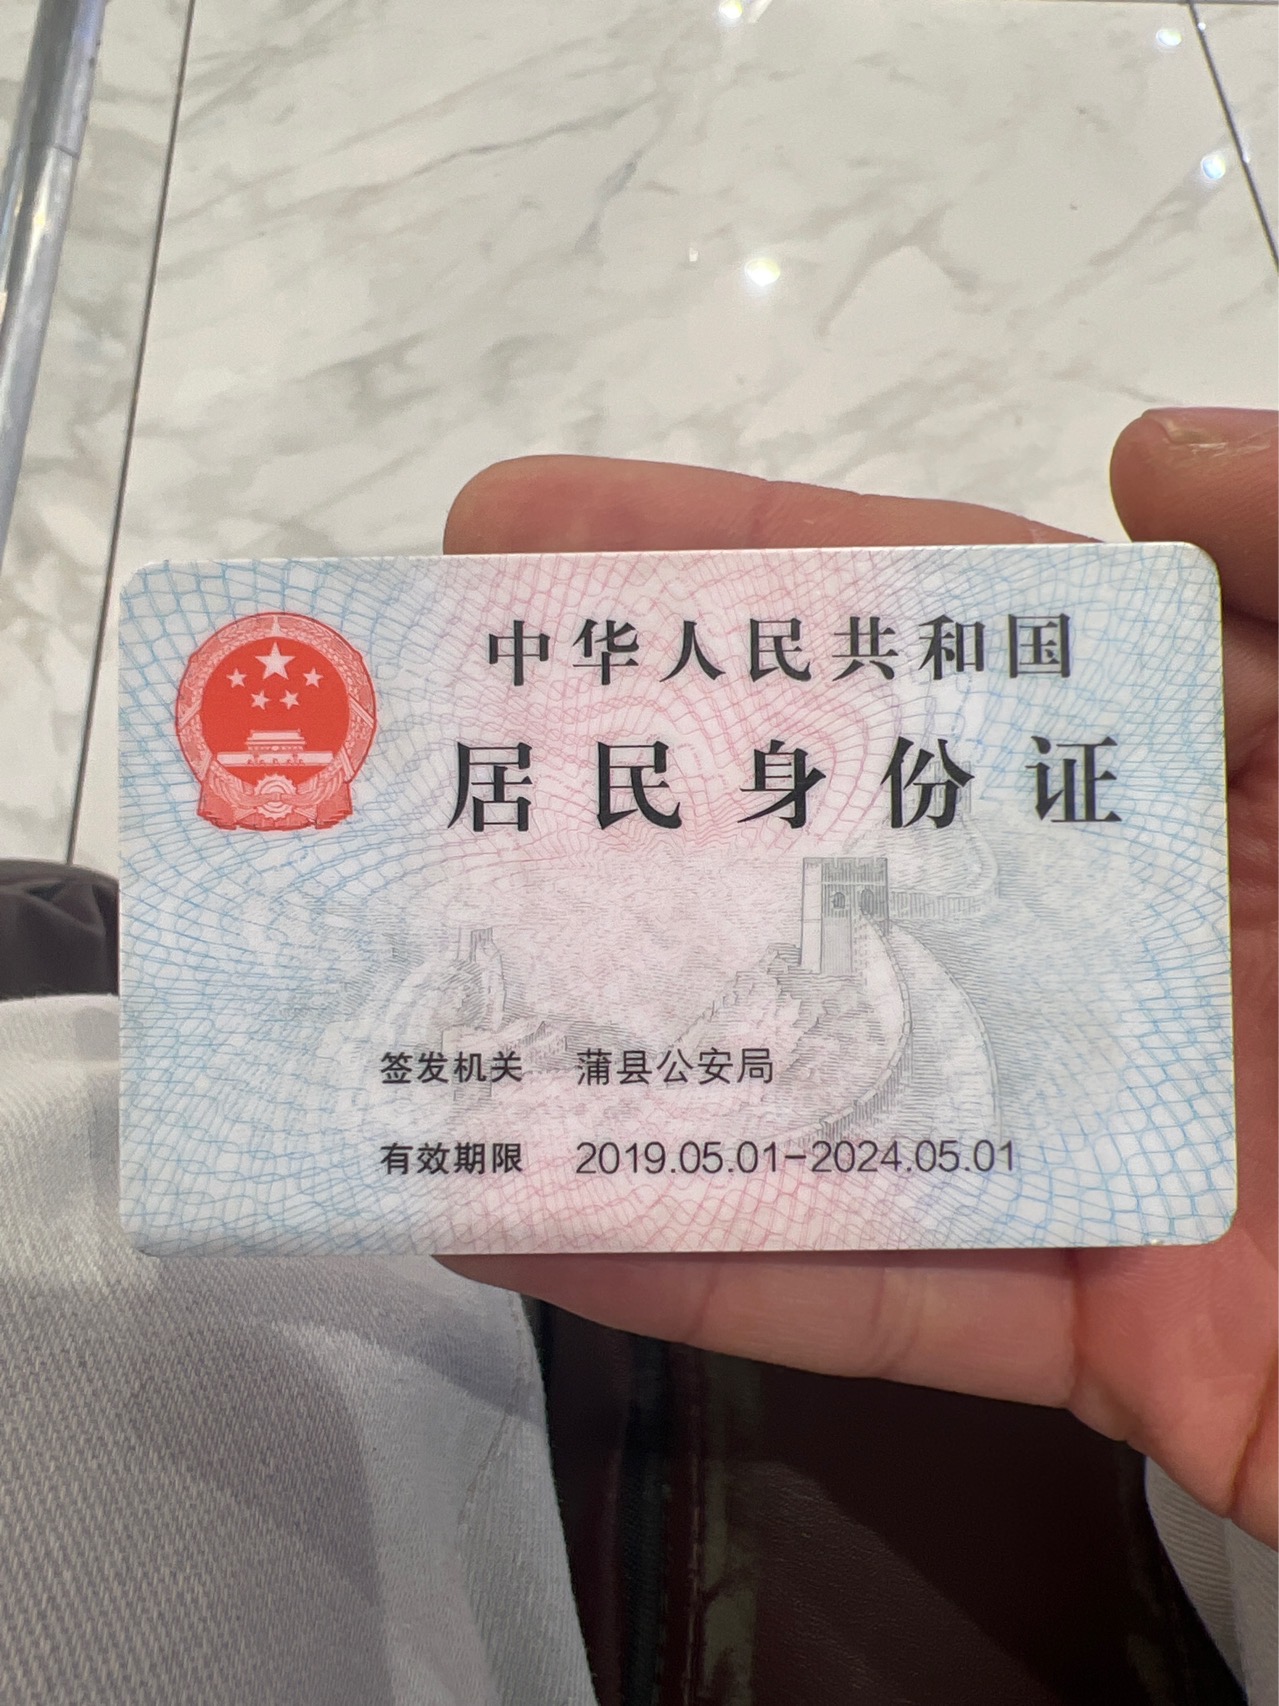 中华人民共和国
居民身份证
签发机关 蒲县公安局
有效期限 2019.05.01-2024.05.01